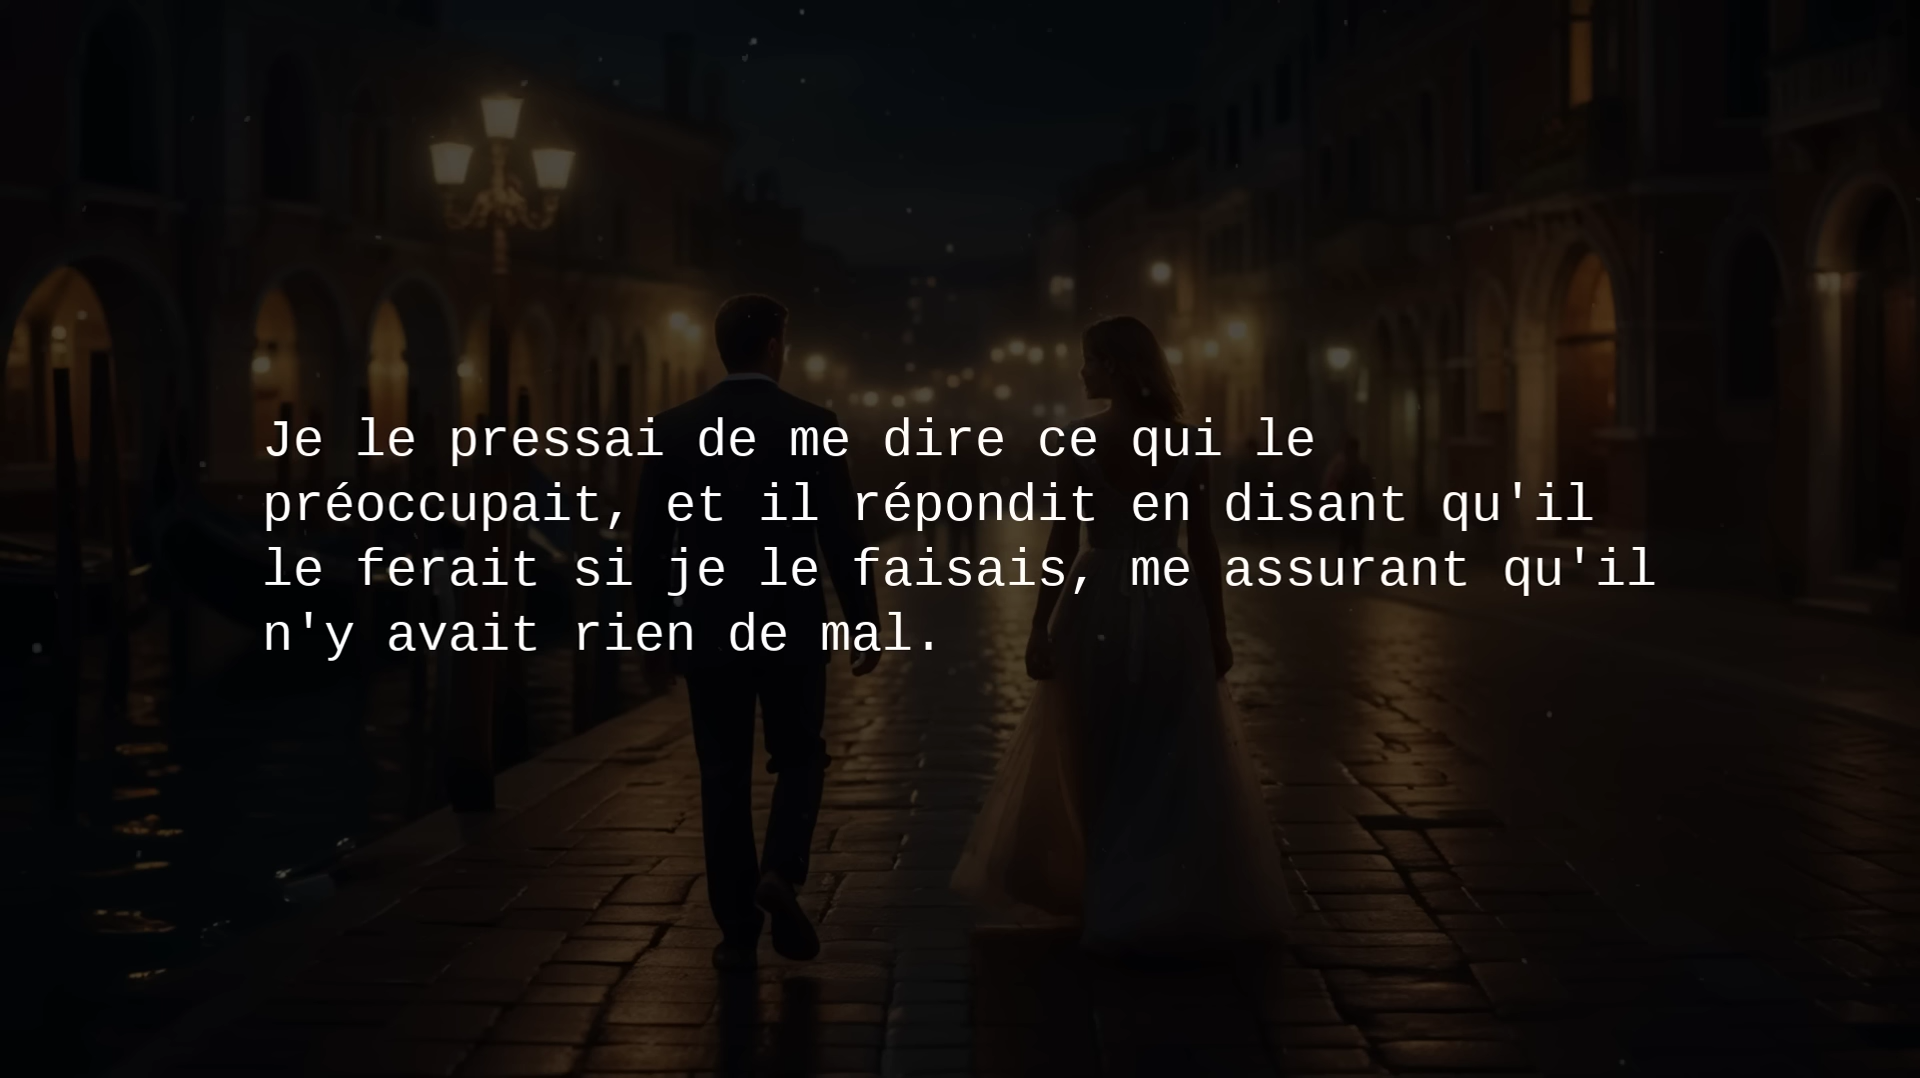 Je le pressai de me dire ce qui le
préoccupait, et il répondit en disant qu'il
le ferait si je le faisais, me assurant qu'il
n'y avait rien de mal.